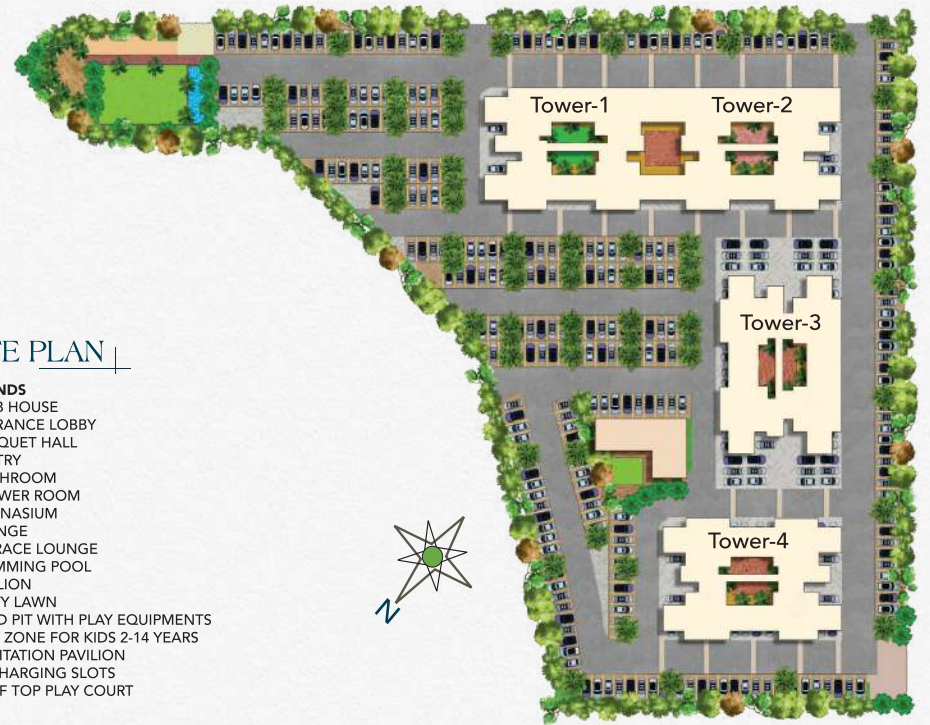 Tower-1
Tower-2
Tower-3
Tower-4
TE PLAN
NDS
B HOUSE
RANCE LOBBY
QUET HALL
TRY
THROOM
WER ROOM
NASIUM
NGE
RACE LOUNGE
MMING POOL
LION
Y LAWN
D PIT WITH PLAY EQUIPMENTS
ZONE FOR KIDS 2-14 YEARS
ITATION PAVILION
HARGING SLOTS
F TOP PLAY COURT
N